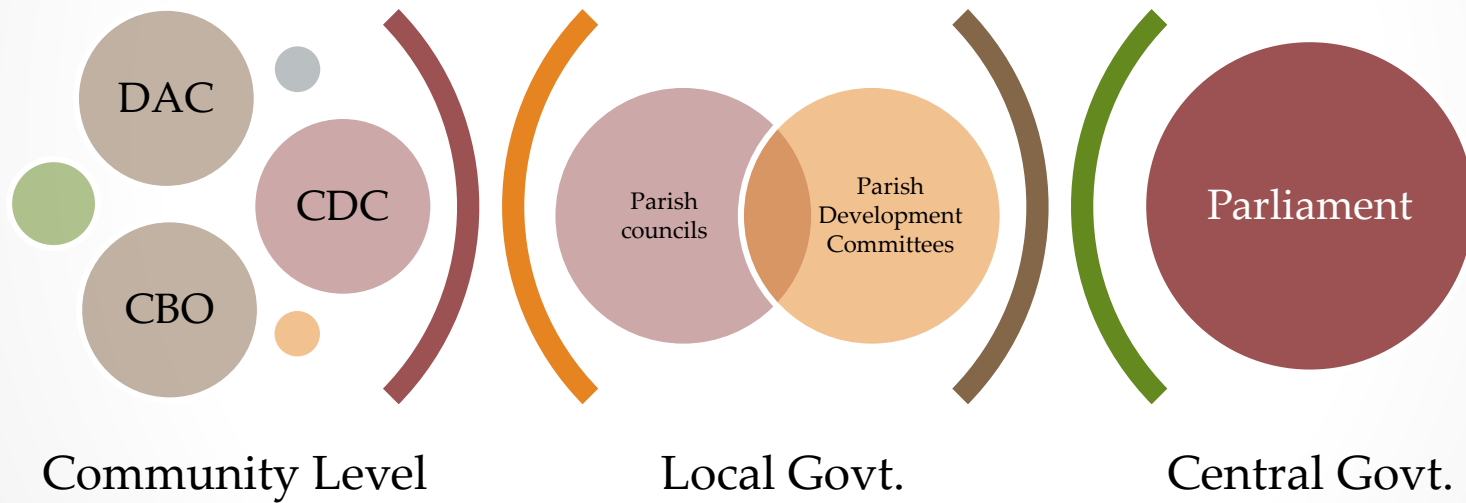 DAC
CDC
CBO
Community Level
Parish
councils
Parish
Development
Committees
Local Govt.
Parliament
Central Govt.